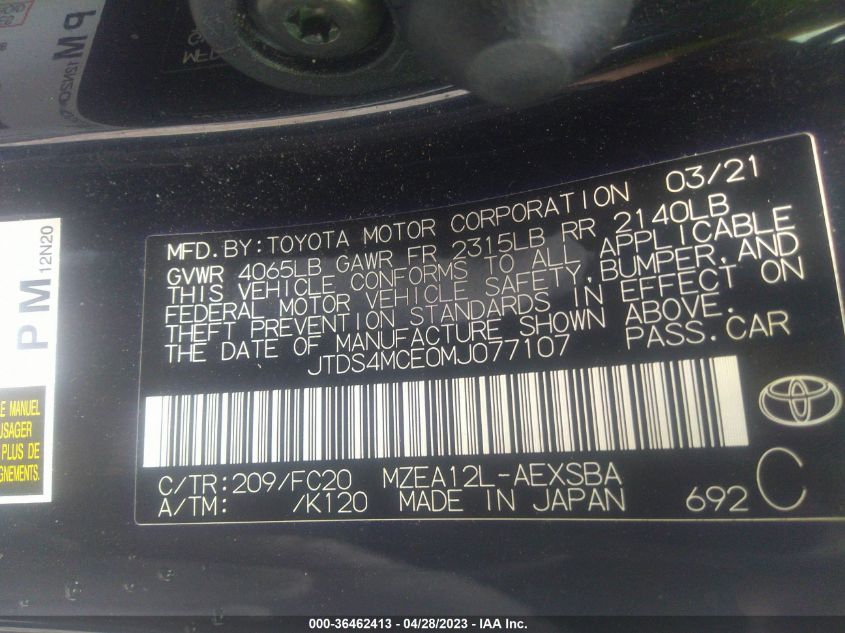 PM
12N20
E MANUEL
USAGER
PLUS DE
GNEMENTS.
MFD. BY: TOYOTA MOTOR CORPORATION 03/21
GVWR 4065LB GAWR FR 2315LB RR 2140LB
THIS VEHICLE CONFORMS TO ALL APPLICABLE
FEDERAL MOTOR VEHICLE SAFETY, BUMPER, AND
THEFT PREVENTION STANDARDS IN EFFECT ON
THE DATE OF MANUFACTURE SHOWN ABOVE.
JTDS4MCE0MJ077107 PASS. CAR
C/TR: 209/FC20 MZEA12L-AEXSBA
A/TM: /K120 MADE IN JAPAN 692 C
000-36462413 - 04/28/2023 - IAA Inc.